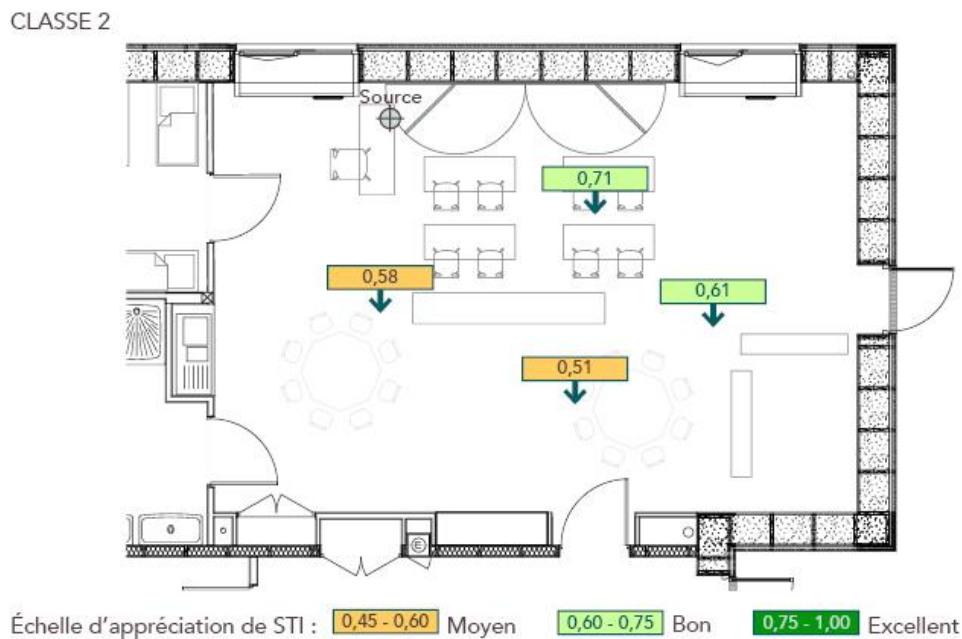 CLASSE 2
Source
0,71
0,58
0,61
0,51
E
Échelle d'appréciation de STI : 0,45 - 0,60 Moyen 0,60 - 0,75 Bon 0,75 - 1,00 Excellent